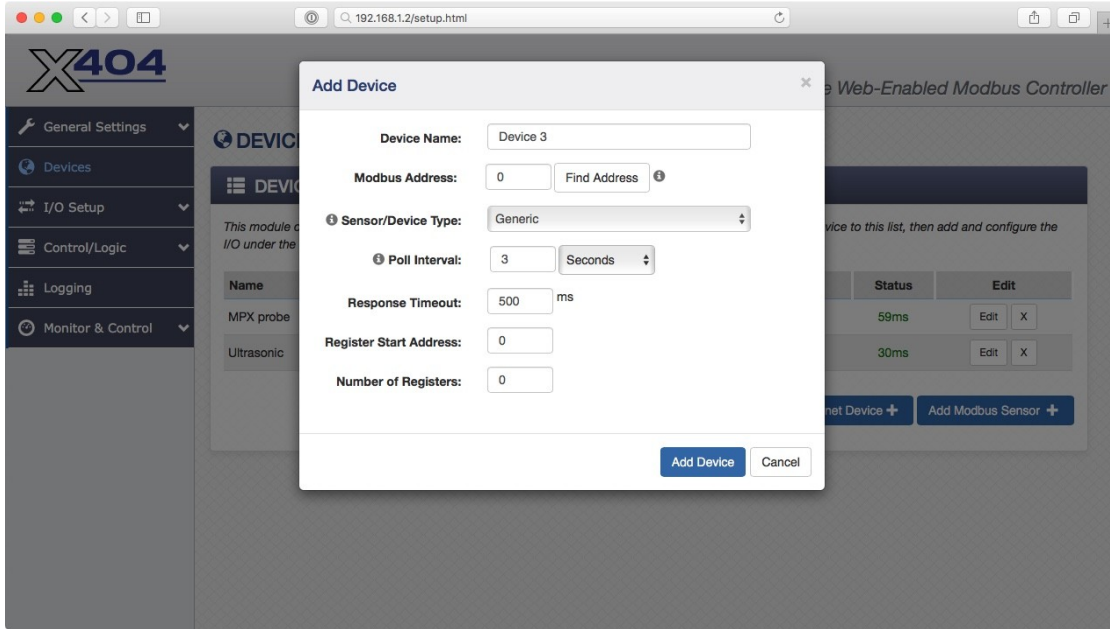 192.168.1.2/setup.html
X404
e Web-Enabled Modbus Controller
General Settings
Devices
I/O Setup
Control/Logic
Logging
Monitor & Control
DEVIC
DEVIC
This module c
vice to this list, then add and configure the
I/O under the
Name Status Edit
MPX probe 59ms Edit X
Ultrasonic 30ms Edit X
net Device + Add Modbus Sensor +
Add Device ×
Device Name: Device 3
Modbus Address: 0 Find Address
Sensor/Device Type: Generic
Poll Interval: 3 Seconds
Response Timeout: 500 ms
Register Start Address: 0
Number of Registers: 0
Add Device Cancel